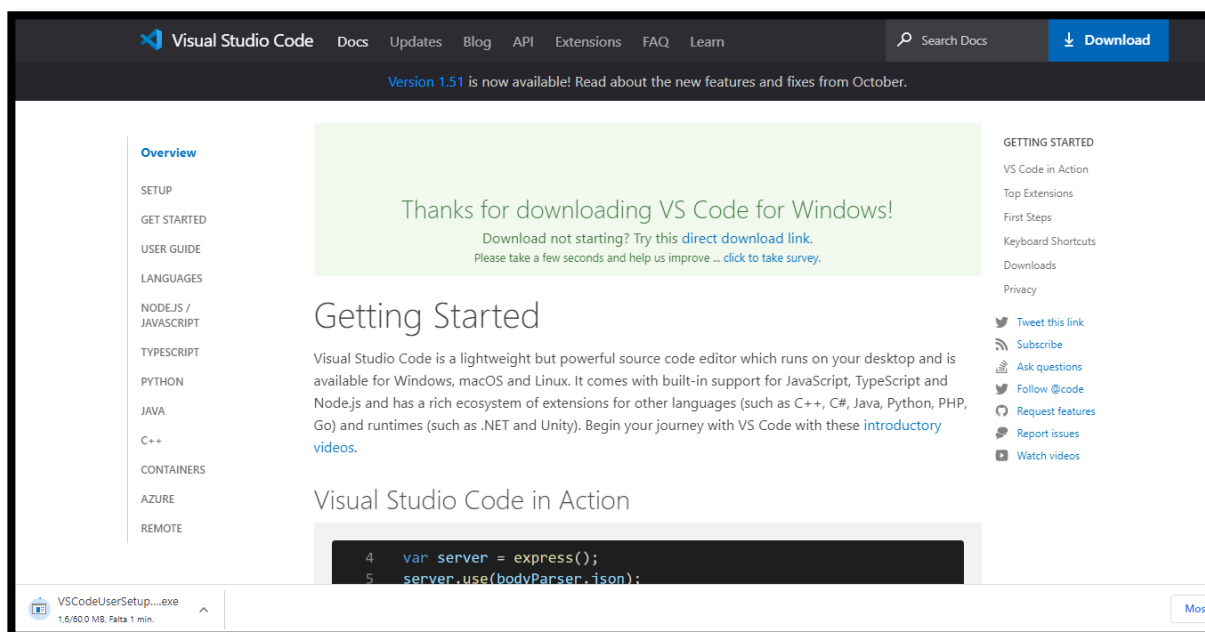 Visual Studio Code Docs Updates Blog API Extensions FAQ Learn Search Docs Download
Version 1.51 is now available! Read about the new features and fixes from October.
Overview
SETUP
GET STARTED
USER GUIDE
LANGUAGES
NODE.JS /
JAVASCRIPT
TYPESCRIPT
PYTHON
JAVA
C++
CONTAINERS
AZURE
REMOTE
Thanks for downloading VS Code for Windows!
Download not starting? Try this direct download link.
Please take a few seconds and help us improve ... click to take survey.
Getting Started
Visual Studio Code is a lightweight but powerful source code editor which runs on your desktop and is
available for Windows, macOS and Linux. It comes with built-in support for JavaScript, TypeScript and
Node.js and has a rich ecosystem of extensions for other languages (such as C++, C#, Java, Python, PHP,
Go) and runtimes (such as .NET and Unity). Begin your journey with VS Code with these introductory
videos.
Visual Studio Code in Action
4 var server = express();
5 server.use(bodyParser.json);
GETTING STARTED
VS Code in Action
Top Extensions
First Steps
Keyboard Shortcuts
Downloads
Privacy
Tweet this link
Subscribe
Ask questions
Follow @code
Request features
Report issues
Watch videos
VSCodeUserSetup....exe
1,6/60,0 MB, Falta 1 min.
Mos